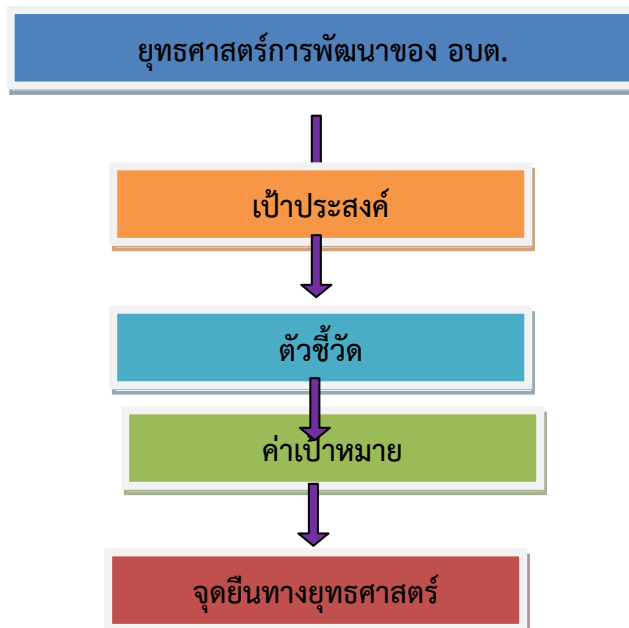 ยุทธศาสตร์การพัฒนาของ อบต.
เป้าประสงค์
ตัวชี้วัด
ค่าเป้าหมาย
จุดยืนทางยุทธศาสตร์